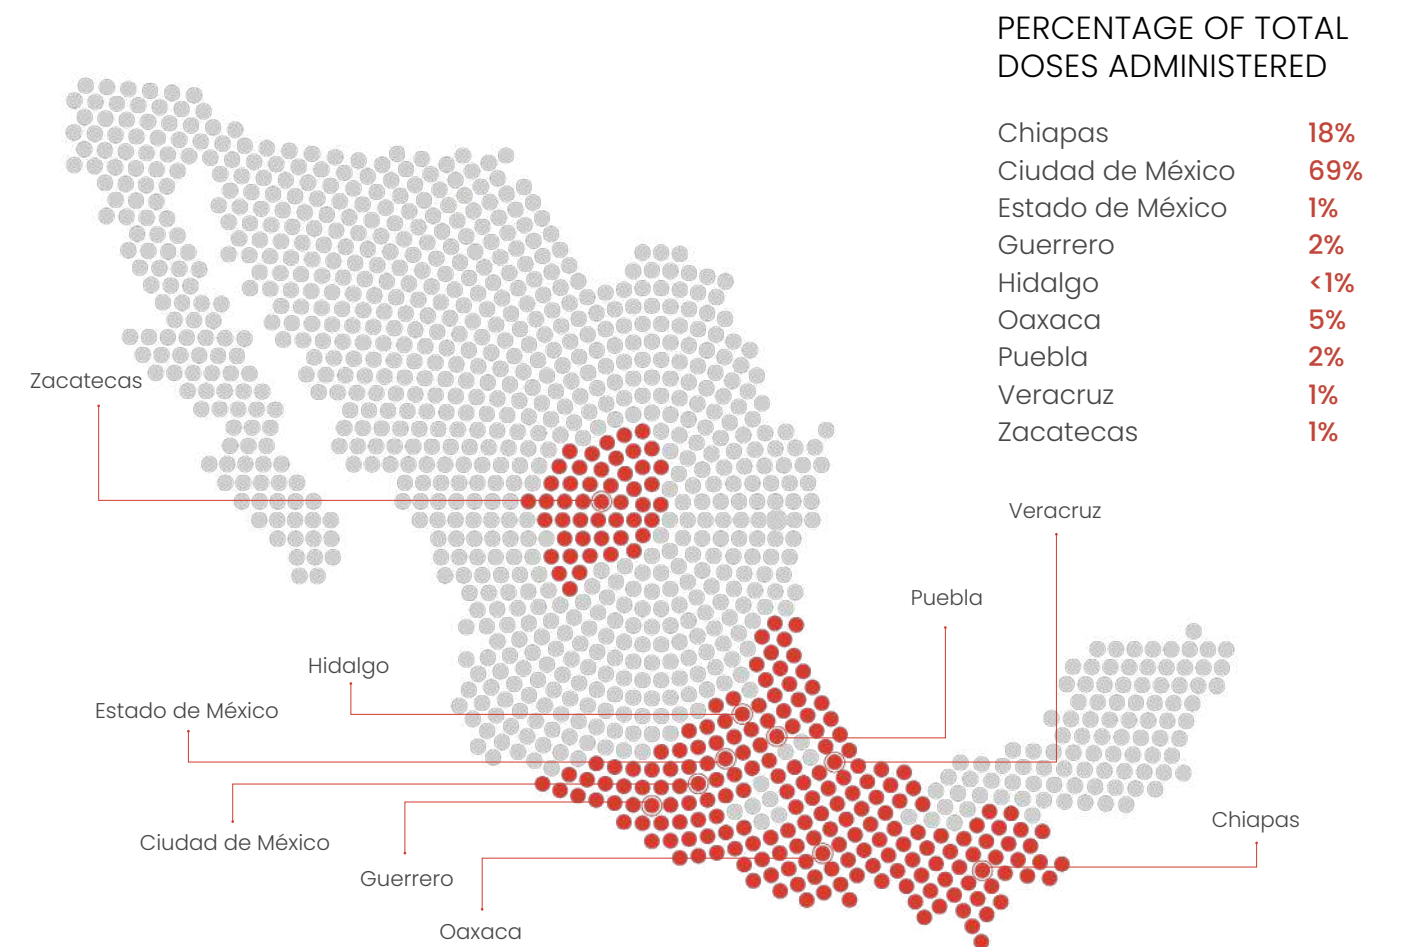 PERCENTAGE OF TOTAL
DOSES ADMINISTERED
Chiapas 18%
Ciudad de México 69%
Estado de México 1%
Guerrero 2%
Hidalgo <1%
Oaxaca 5%
Puebla 2%
Veracruz 1%
Zacatecas 1%
Zacatecas
Veracruz
Puebla
Hidalgo
Estado de México
Chiapas
Ciudad de México
Guerrero
Oaxaca